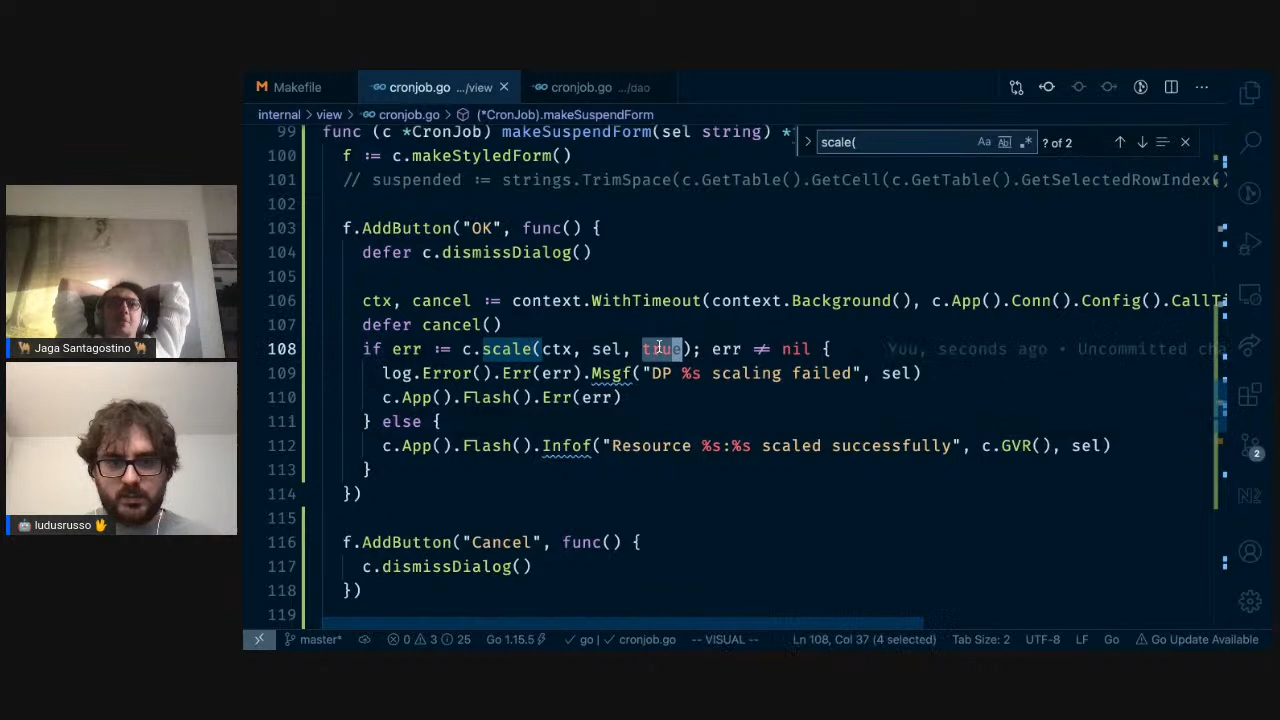 Makefile
cronjob.go .../view
cronjob.go .../dao
internal > view > cronjob.go > (*CronJob).makeSuspendForm
scale(
? of 2
99 func (c *CronJob) makeSuspendForm(sel string) *
100 f := c.makeStyledForm()
101 // suspended := strings.TrimSpace(c.GetTable().GetCell(c.GetTable().GetSelectedRowIndex()
102
103 f.AddButton("OK", func() {
104 defer c.dismissDialog()
105
106 ctx, cancel := context.WithTimeout(context.Background(), c.App().Conn().Config().CallTi
107 defer cancel()
108 if err := c.scale(ctx, sel, true); err ≠ nil { You, seconds ago • Uncommitted cha
109 log.Error().Err(err).Msgf("DP %s scaling failed", sel)
110 c.App().Flash().Err(err)
111 } else {
112 c.App().Flash().Infof("Resource %s:%s scaled successfully", c.GVR(), sel)
113 }
114 })
115
116 f.AddButton("Cancel", func() {
117 c.dismissDialog()
118 })
119
master* 0 3 25 Go 1.15.5 go | cronjob.go -- VISUAL -- Ln 108, Col 37 (4 selected) Tab Size: 2 UTF-8 LF Go Go Update Available
2
Jaga Santagostino
ludusrusso